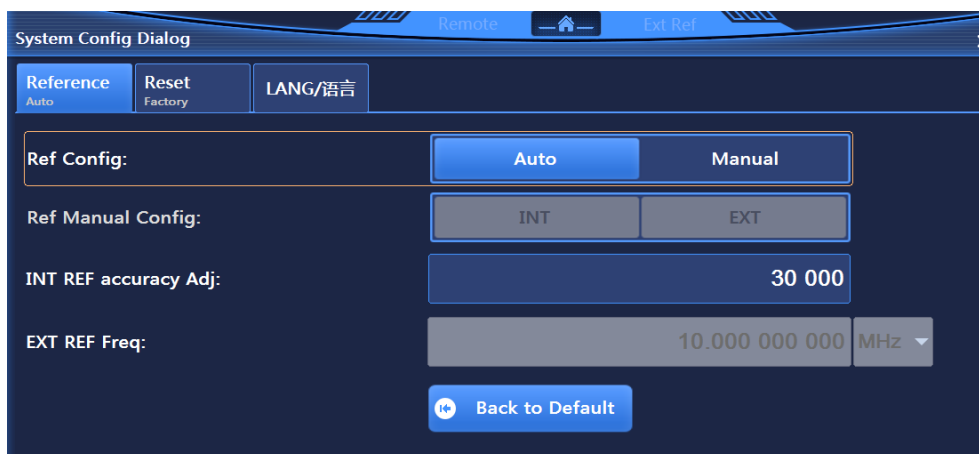 Remote Ext Ref
System Config Dialog
Reference Reset LANG/语言
Auto Factory
Ref Config: Auto Manual
Ref Manual Config: INT EXT
INT REF accuracy Adj: 30 000
EXT REF Freq: 10.000 000 000 MHz
Back to Default